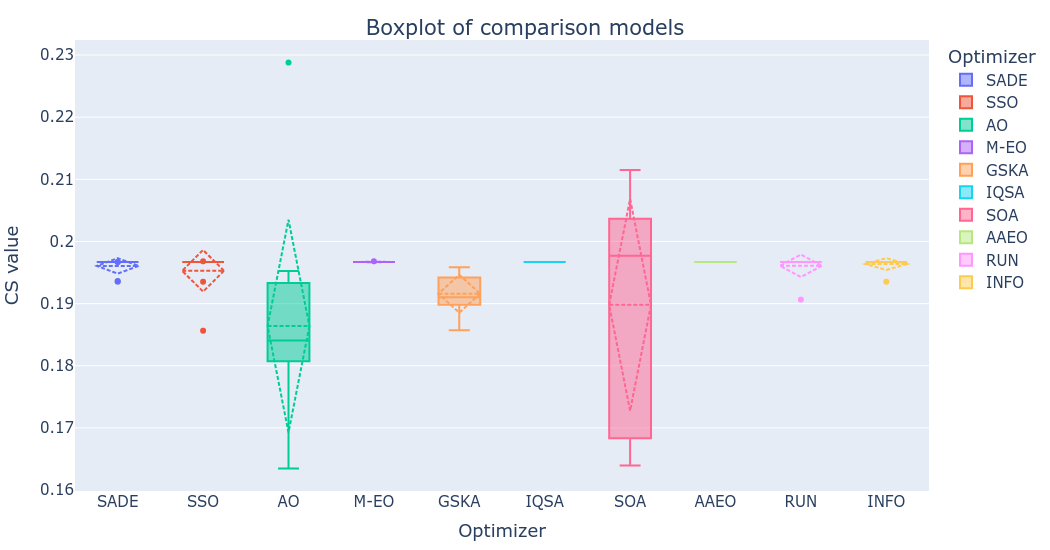 Boxplot of comparison models
CS value
0.23
0.22
0.21
0.2
0.19
0.18
0.17
0.16
SADE
SSO
AO
M-EO
GSKA
IQSA
SOA
AAEO
RUN
INFO
Optimizer
Optimizer
SADE
SSO
AO
M-EO
GSKA
IQSA
SOA
AAEO
RUN
INFO